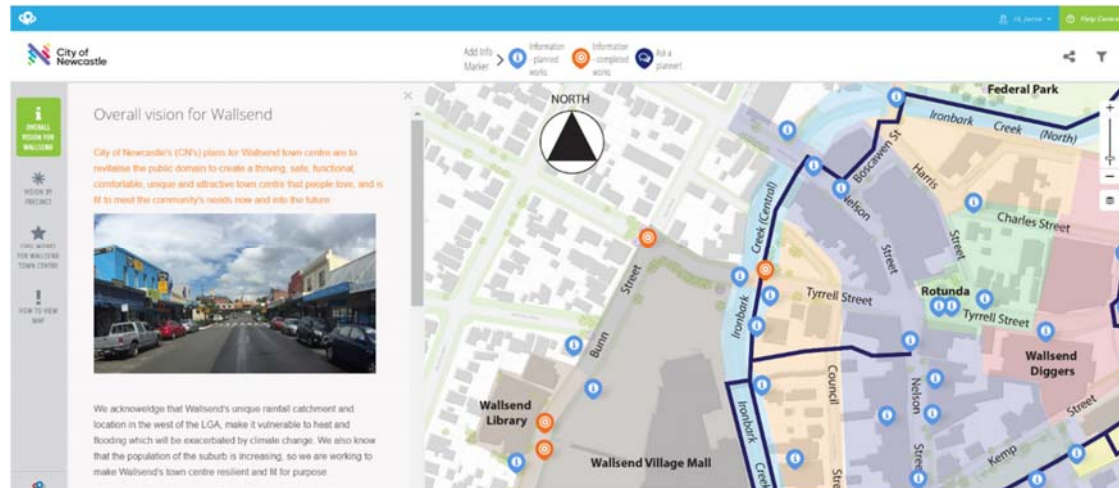 Hi, Janice
Help Centre
City of
Newcastle
Add Info
Marker
Information
- planned
works
Information
- completed
works
Ask a
planner!
OVERALL
VISION FOR
WALLSEND
VISION BY
PRECINCT
CIVIL WORKS
FOR WALLSEND
TOWN CENTRE
HOW TO VIEW
MAP
Overall vision for Wallsend
City of Newcastle's (CN's) plans for Wallsend town centre are to
revitalise the public domain to create a thriving, safe, functional,
comfortable, unique and attractive town centre that people love, and is
fit to meet the community's needs now and into the future
We acknoweldge that Wallsend's unique rainfall catchment and
location in the west of the LGA, make it vulnerable to heat and
flooding which will be exacerbated by climate change. We also know
that the population of the suburb is increasing, so we are working to
make Wallsend's town centre resilient and fit for purpose.
NORTH
Federal Park
Ironbark Creek (North)
Boscawen St
Harris
Street
Nelson
Street
Charles Street
Creek (Central)
Ironbark
Street
Bunn
Tyrrell Street
Rotunda
Tyrrell Street
Wallsend
Diggers
Street
Kemp
Council
Stre
Nelson
Stree
Ironbark
Creek
Wallsend
Library
Wallsend Village Mall